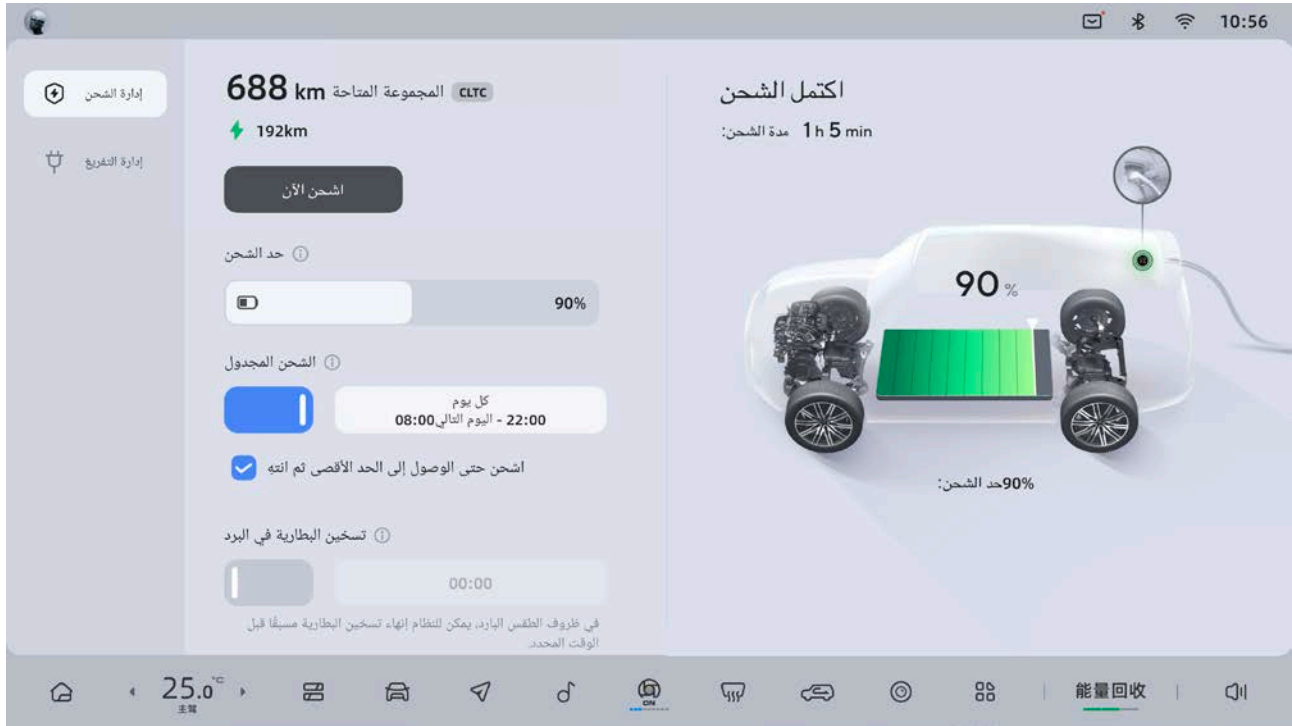 10:56
إدارة الشحن
إدارة التفريغ
688 km المجموعة المتاحة CLTC
192km
اشحن الآن
حد الشحن
90%
الشحن المجدول
كل يوم
22:00 - اليوم التالي08:00
اشحن حتى الوصول إلى الحد الأقصى ثم انتهِ
تسخين البطارية في البرد
00:00
في ظروف الطقس البارد، يمكن للنظام إنهاء تسخين البطارية مسبقًا قبل
الوقت المحدد.
اكتمل الشحن
مدة الشحن: 1 h 5 min
90 %
90%حد الشحن:
25.0°C
主驾
ON
能量回收